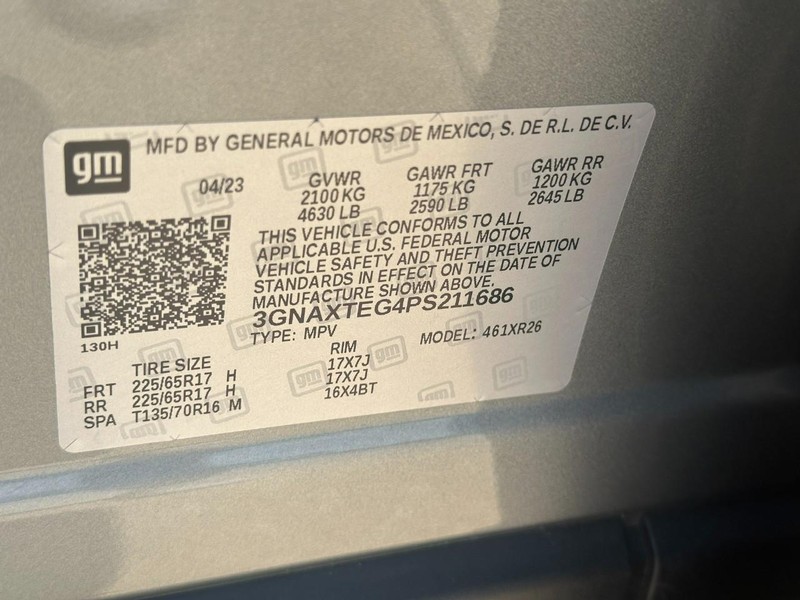 gm
MFD BY GENERAL MOTORS DE MEXICO, S. DE R.L. DE C.V.
04/23 GVWR GAWR FRT GAWR RR
2100 KG 1175 KG 1200 KG
4630 LB 2590 LB 2645 LB
THIS VEHICLE CONFORMS TO ALL
APPLICABLE U.S. FEDERAL MOTOR
VEHICLE SAFETY AND THEFT PREVENTION
STANDARDS IN EFFECT ON THE DATE OF
MANUFACTURE SHOWN ABOVE.
3GNAXTEG4PS211686
130H
TYPE: MPV MODEL: 461XR26
TIRE SIZE RIM
FRT 225/65R17 H 17X7J
RR 225/65R17 H 17X7J
SPA T135/70R16 M 16X4BT